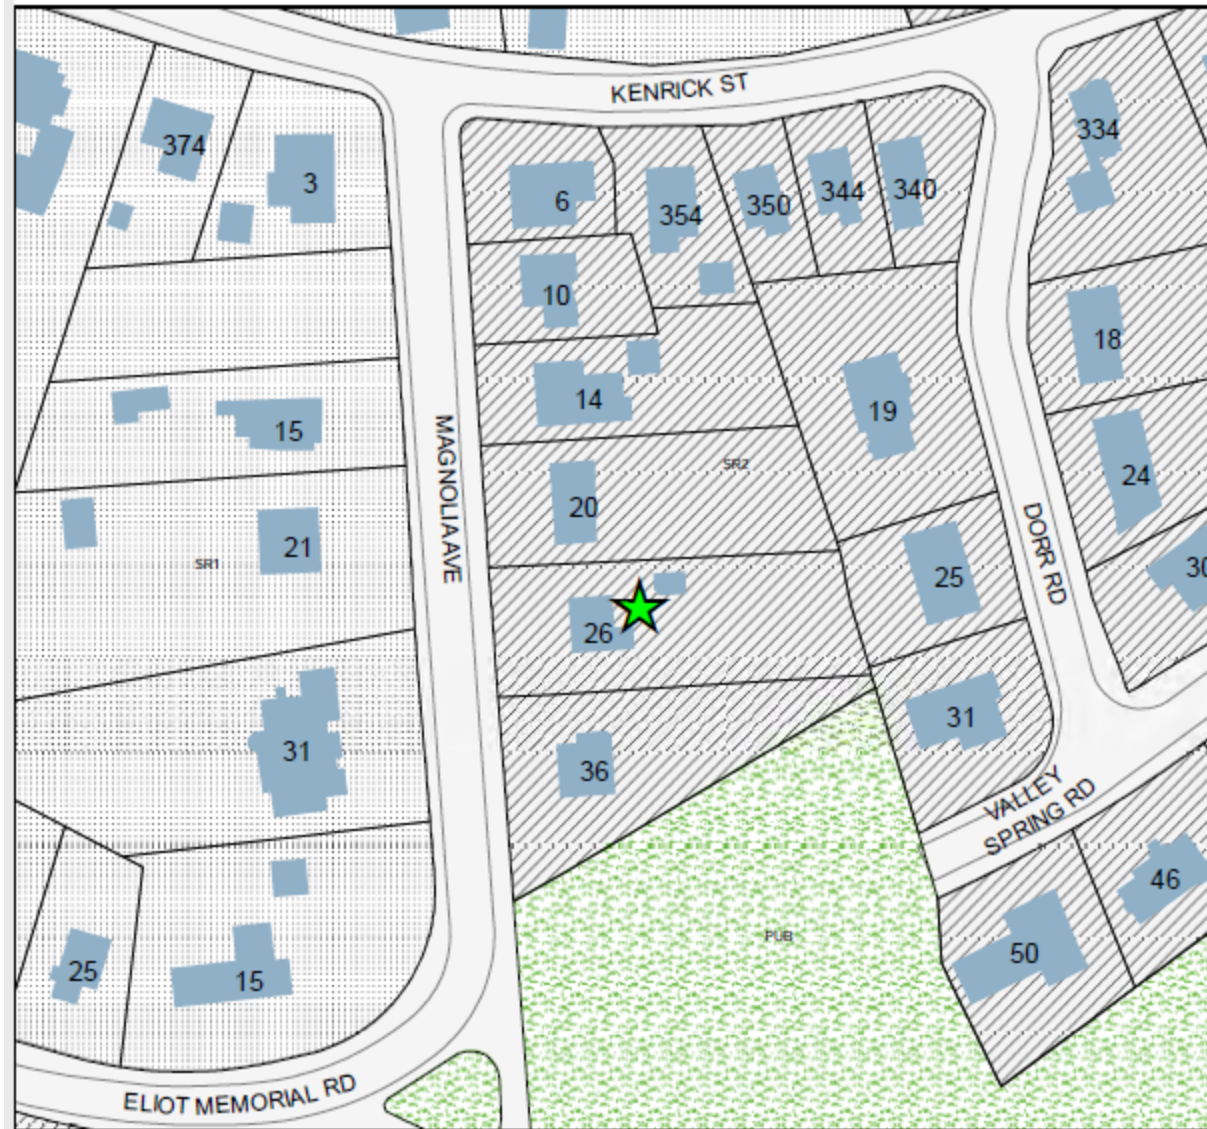 KENRICK ST
334
374
3
6
354
350
344
340
10
18
14
19
15
MAGNOLIA AVE
SR2
24
20
DORR RD
21
SR1
25
30
26
31
31
36
VALLEY
SPRING RD
46
PUB
50
25
15
ELIOT MEMORIAL RD